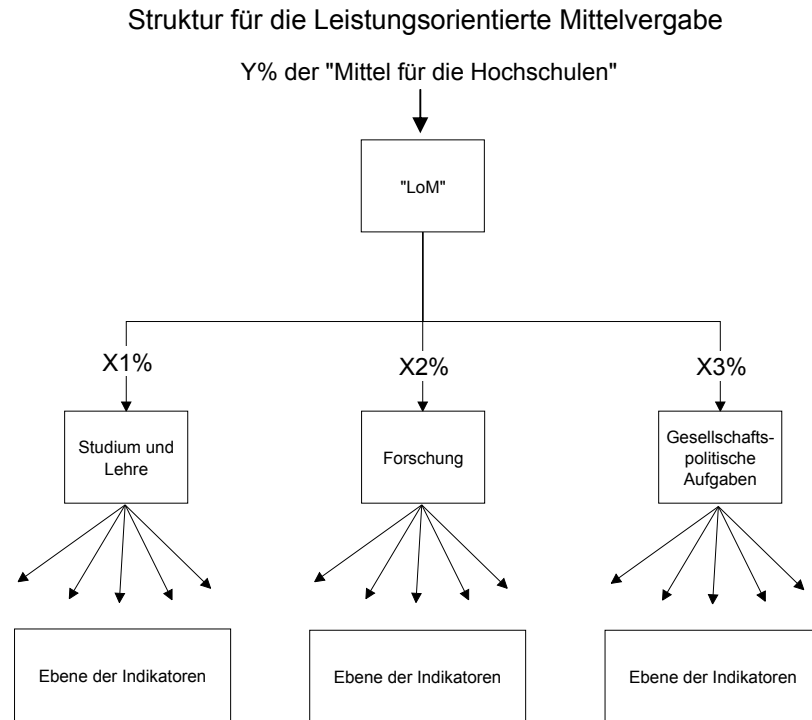 Struktur für die Leistungsorientierte Mittelvergabe
Y% der "Mittel für die Hochschulen"
"LoM"
X1%
X2%
X3%
Studium und
Lehre
Forschung
Gesellschafts-
politische
Aufgaben
Ebene der Indikatoren
Ebene der Indikatoren
Ebene der Indikatoren